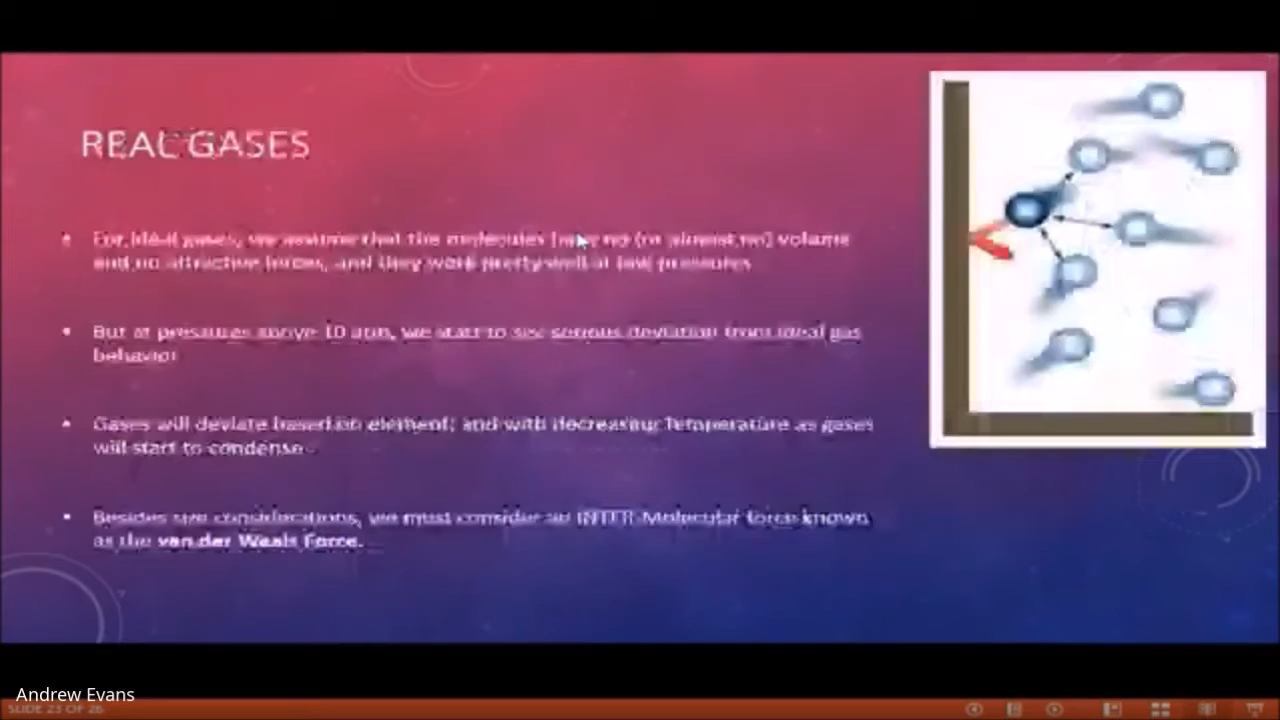 REAL GASES
• For ideal gases, we assume that the molecules have no (or almost no) volume
and no attractive forces, and they work pretty well at low pressures
• But at pressures above 10 atm, we start to see serious deviation from ideal gas
behavior
• Gases will deviate based on element; and with decreasing Temperature as gases
will start to condense
• Besides size considerations, we must consider an INTER-Molecular force known
as the van der Waals Force.
Andrew Evans
SLIDE 23 OF 26